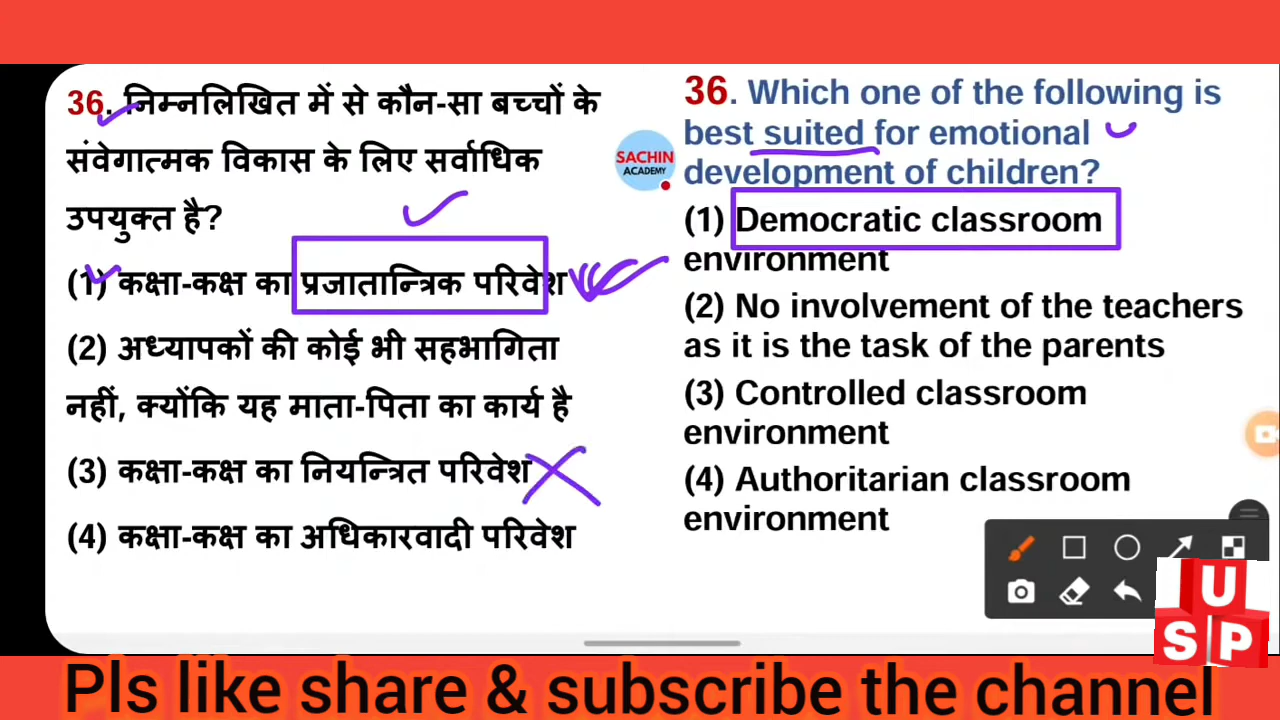 36. निम्नलिखित में से कौन-सा बच्चों के
संवेगात्मक विकास के लिए सर्वाधिक
उपयुक्त है?
(1) कक्षा-कक्ष का प्रजातान्त्रिक परिवेश
(2) अध्यापकों की कोई भी सहभागिता
नहीं, क्योंकि यह माता-पिता का कार्य है
(3) कक्षा-कक्ष का नियन्त्रित परिवेश
(4) कक्षा-कक्ष का अधिकारवादी परिवेश
SACHIN
ACADEMY
36. Which one of the following is
best suited for emotional
development of children?
(1) Democratic classroom
environment
(2) No involvement of the teachers
as it is the task of the parents
(3) Controlled classroom
environment
(4) Authoritarian classroom
environment
U
S P
Pls like share & subscribe the channel